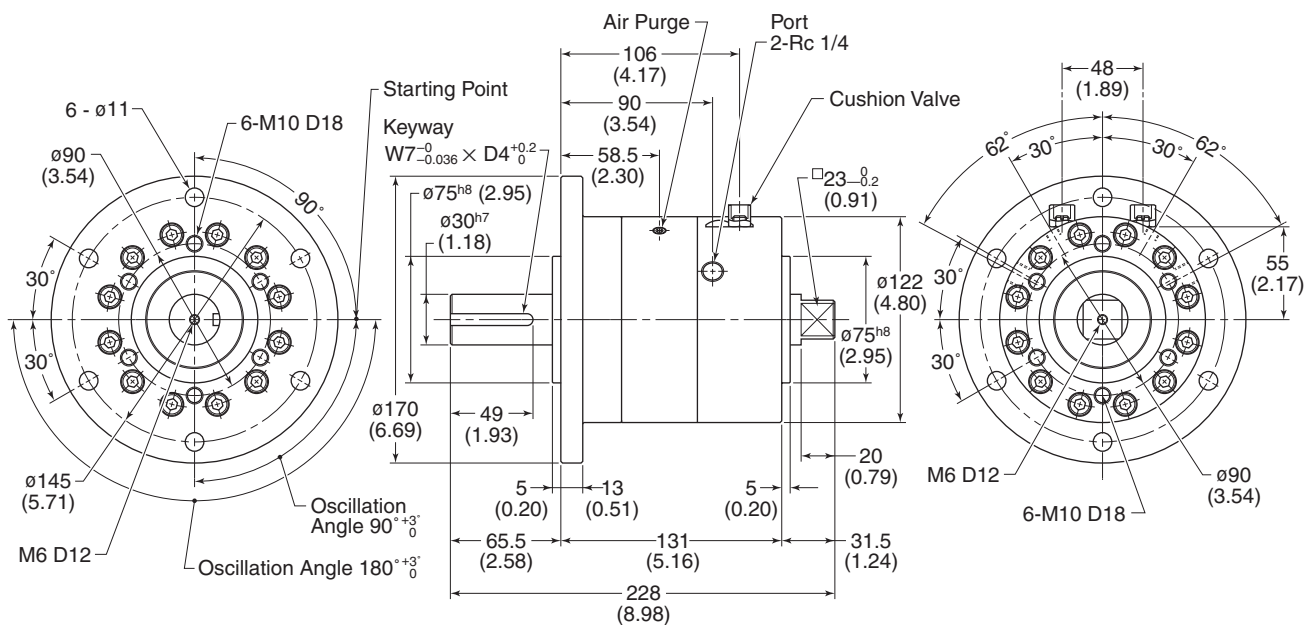 Air Purge
Port
2-Rc 1/4
106
(4.17)
90
(3.54)
58.5
(2.30)
Cushion Valve
Starting Point
Keyway
W7 -0 -0.036 × D4 +0.2 0
6 - ø11
6-M10 D18
ø90
(3.54)
90°
30°
30°
ø145
(5.71)
M6 D12
Oscillation
Angle 90° +3° 0
Oscillation Angle 180° +3° 0
ø75h8 (2.95)
ø30h7
(1.18)
ø170
(6.69)
49
(1.93)
5
(0.20)
13
(0.51)
5
(0.20)
20
(0.79)
65.5
(2.58)
131
(5.16)
31.5
(1.24)
228
(8.98)
□23 0 -0.2
(0.91)
ø122
(4.80)
ø75h8
(2.95)
48
(1.89)
62°
30°
30°
62°
30°
30°
55
(2.17)
M6 D12
ø90
(3.54)
6-M10 D18